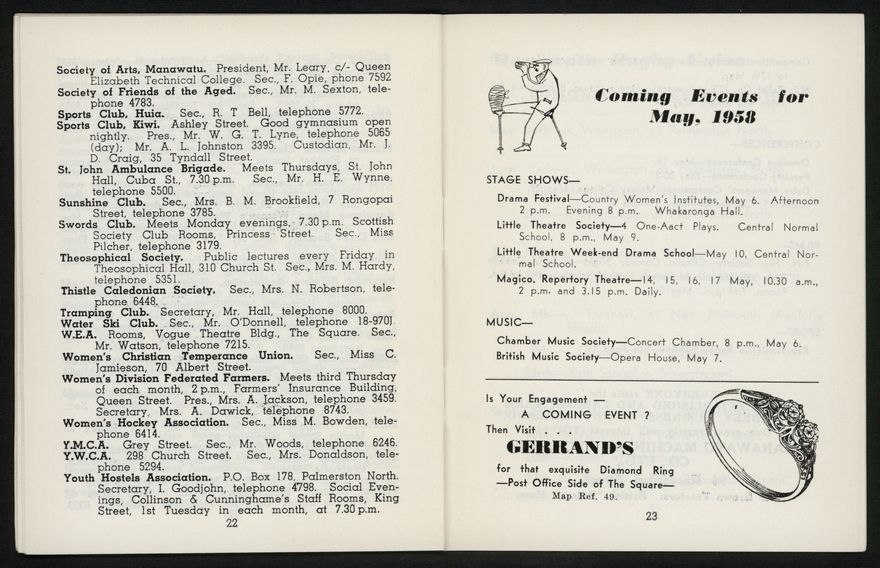 Society of Arts, Manawatu. President, Mr. Leary, c/- Queen
Elizabeth Technical College. Sec., F. Opie, phone 7592
Society of Friends of the Aged. Sec., Mr. M. Sexton, tele-
phone 4783.
Sports Club, Huia. Sec., R. T Bell, telephone 5772.
Sports Club, Kiwi. Ashley Street. Good gymnasium open
nightly. Pres., Mr. W. G. T. Lyne, telephone 5065
(day); Mr. A. L. Johnston 3395. Custodian, Mr. J.
D. Craig, 35 Tyndall Street.
St. John Ambulance Brigade. Meets Thursdays, St. John
Hall, Cuba St., 7.30 p.m. Sec., Mr. H. E. Wynne,
telephone 5500.
Sunshine Club. Sec., Mrs. B. M. Brookfield, 7 Rongopai
Street, telephone 3785.
Swords Club. Meets Monday evenings, 7.30 p.m. Scottish
Society Club Rooms, Princess Street. Sec., Miss
Pilcher, telephone 3179.
Theosophical Society. Public lectures every Friday in
Theosophical Hall, 310 Church St. Sec., Mrs. M. Hardy,
telephone 5351.
Thistle Caledonian Society. Sec., Mrs. N. Robertson, tele-
phone 6448.
Tramping Club. Secretary, Mr. Hall, telephone 8000.
Water Ski Club. Sec., Mr. O'Donnell, telephone 18-970J.
W.E.A. Rooms, Vogue Theatre Bldg., The Square. Sec.,
Mr. Watson, telephone 7215.
Women's Christian Temperance Union. Sec., Miss C.
Jamieson, 70 Albert Street.
Women's Division Federated Farmers. Meets third Thursday
of each month, 2 p.m., Farmers' Insurance Building,
Queen Street. Pres., Mrs. A. Jackson, telephone 3459.
Secretary, Mrs. A. Dawick, telephone 8743.
Women's Hockey Association. Sec., Miss M. Bowden, tele-
phone 6414.
Y.M.C.A. Grey Street. Sec., Mr. Woods, telephone 6246.
Y.W.C.A. 298 Church Street. Sec., Mrs. Donaldson, tele-
phone 5294.
Youth Hostels Association. P.O. Box 178, Palmerston North.
Secretary, I. Goodjohn, telephone 4798. Social Even-
ings, Collinson & Cunninghame's Staff Rooms, King
Street, 1st Tuesday in each month, at 7.30 p.m.
22
Coming Events for
May, 1958
STAGE SHOWS—
Drama Festival—Country Women's Institutes, May 6. Afternoon
2 p.m. Evening 8 p.m. Whakaronga Hall.
Little Theatre Society—4 One-Aact Plays. Central Normal
School, 8 p.m., May 9.
Little Theatre Week-end Drama School—May 10, Central Nor-
mal School.
Magico, Repertory Theatre—14, 15, 16, 17 May, 10.30 a.m.,
2 p.m. and 3.15 p.m. Daily.
MUSIC—
Chamber Music Society—Concert Chamber, 8 p.m., May 6.
British Music Society—Opera House, May 7.
Is Your Engagement —
A COMING EVENT ?
Then Visit . . .
GERRAND'S
for that exquisite Diamond Ring
—Post Office Side of The Square—
Map Ref. 49.
23